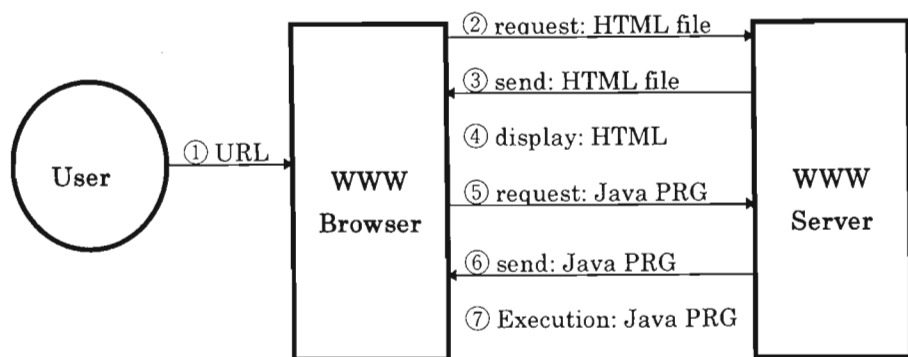 ② request: HTML file
③ send: HTML file
④ display: HTML
① URL
User
WWW
Browser
⑤ request: Java PRG
WWW
Server
⑥ send: Java PRG
⑦ Execution: Java PRG